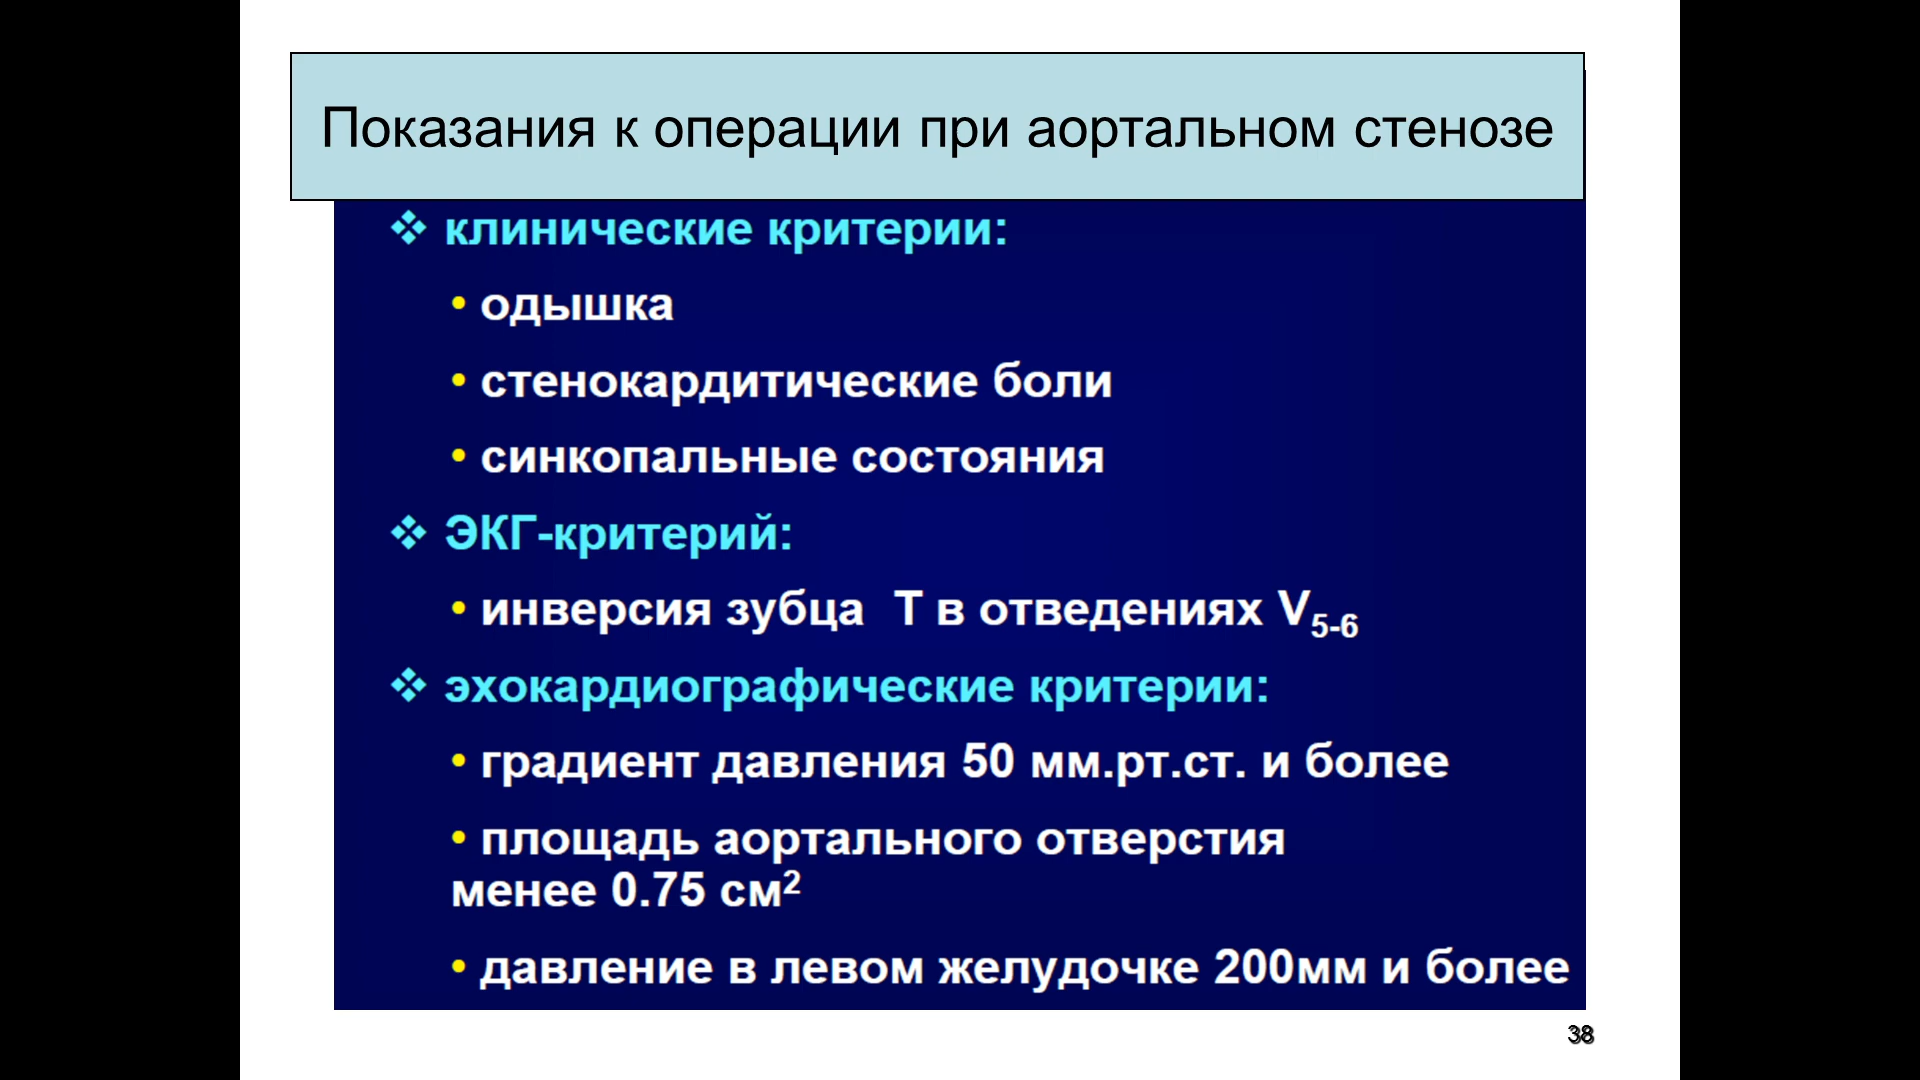 Показания к операции при аортальном стенозе
❖ клинические критерии:
• одышка
• стенокардитические боли
• синкопальные состояния
❖ ЭКГ-критерий:
• инверсия зубца Т в отведениях V5-6
❖ эхокардиографические критерии:
• градиент давления 50 мм.рт.ст. и более
• площадь аортального отверстия
менее 0.75 см²
• давление в левом желудочке 200мм и более
38